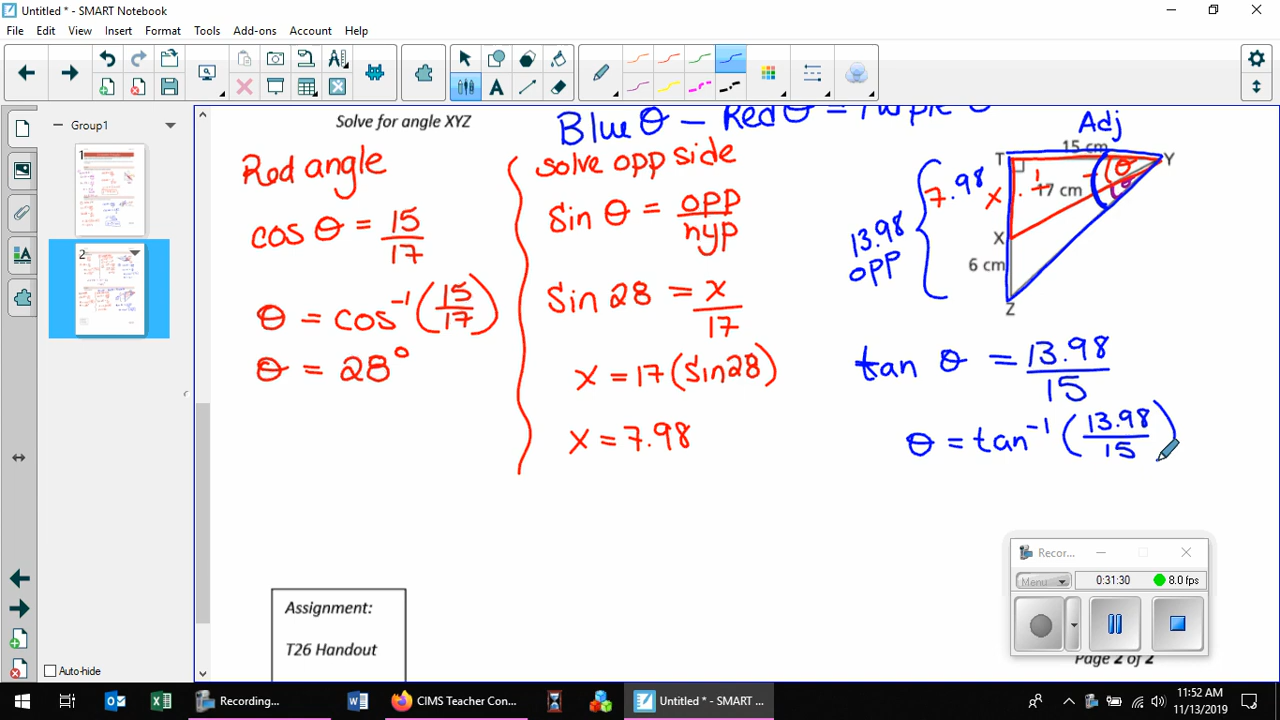 Untitled * - SMART Notebook
File Edit View Insert Format Tools Add-ons Account Help
Group1
1
2
Auto-hide
Solve for angle XYZ
Blue θ - Red θ = Purple θ
Red angle
cos θ = 15/17
θ = cos⁻¹(15/17)
θ = 28°
solve opp side
Sin θ = opp/hyp
Sin 28 = x/17
x = 17(Sin28)
x = 7.98
Adj
15 cm
T
Y
θ
θ
7.98
x
17 cm
13.98
opp
X
6 cm
Z
tan θ = 13.98/15
θ = tan⁻¹(13.98/15)
Assignment:
T26 Handout
Recor...
Menu
0:31:30
8.0 fps
Page 2 of 2
Recording...
CIMS Teacher Con...
Untitled * - SMART ...
11:52 AM
11/13/2019